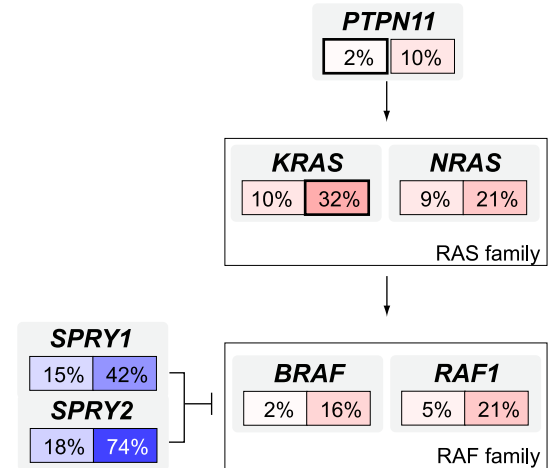 PTPN11
2% 10%
KRAS NRAS
10% 32% 9% 21%
RAS family
SPRY1
15% 42%
SPRY2
18% 74%
BRAF RAF1
2% 16% 5% 21%
RAF family